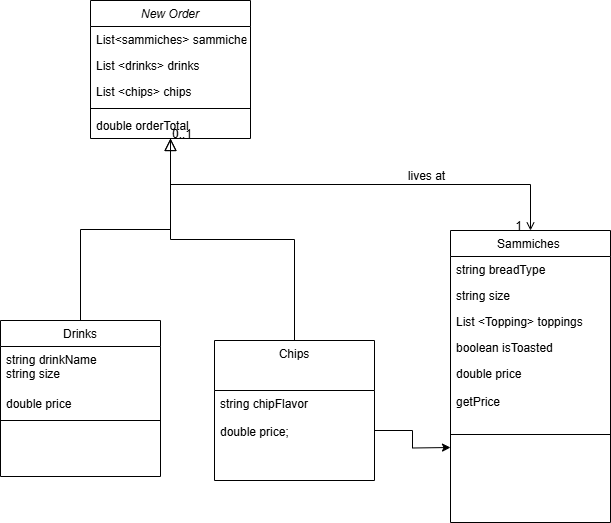 New Order
List<sammiches> sammiche
List <drinks> drinks
List <chips> chips
double orderTotal
0..1
lives at
1
Sammiches
string breadType
string size
List <Topping> toppings
boolean isToasted
double price
getPrice
Drinks
string drinkName
string size
double price
Chips
string chipFlavor
double price;